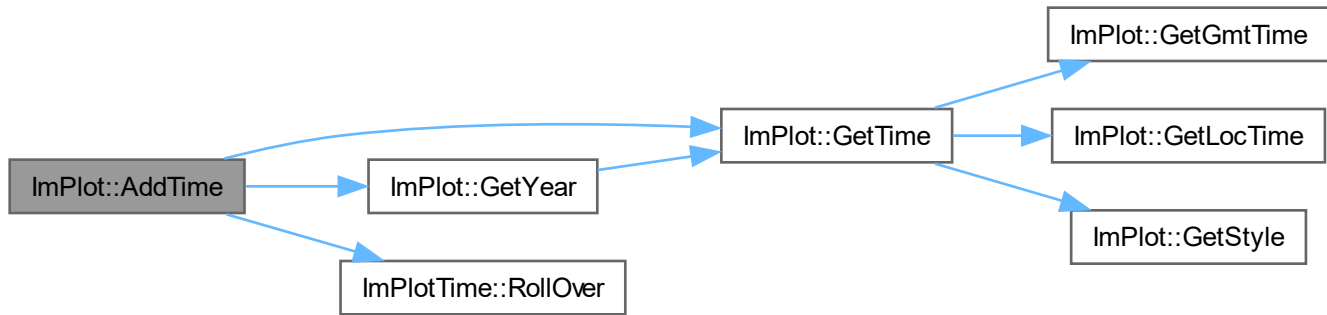 ImPlot::AddTime
ImPlot::GetYear
ImPlotTime::RollOver
ImPlot::GetTime
ImPlot::GetGmtTime
ImPlot::GetLocTime
ImPlot::GetStyle